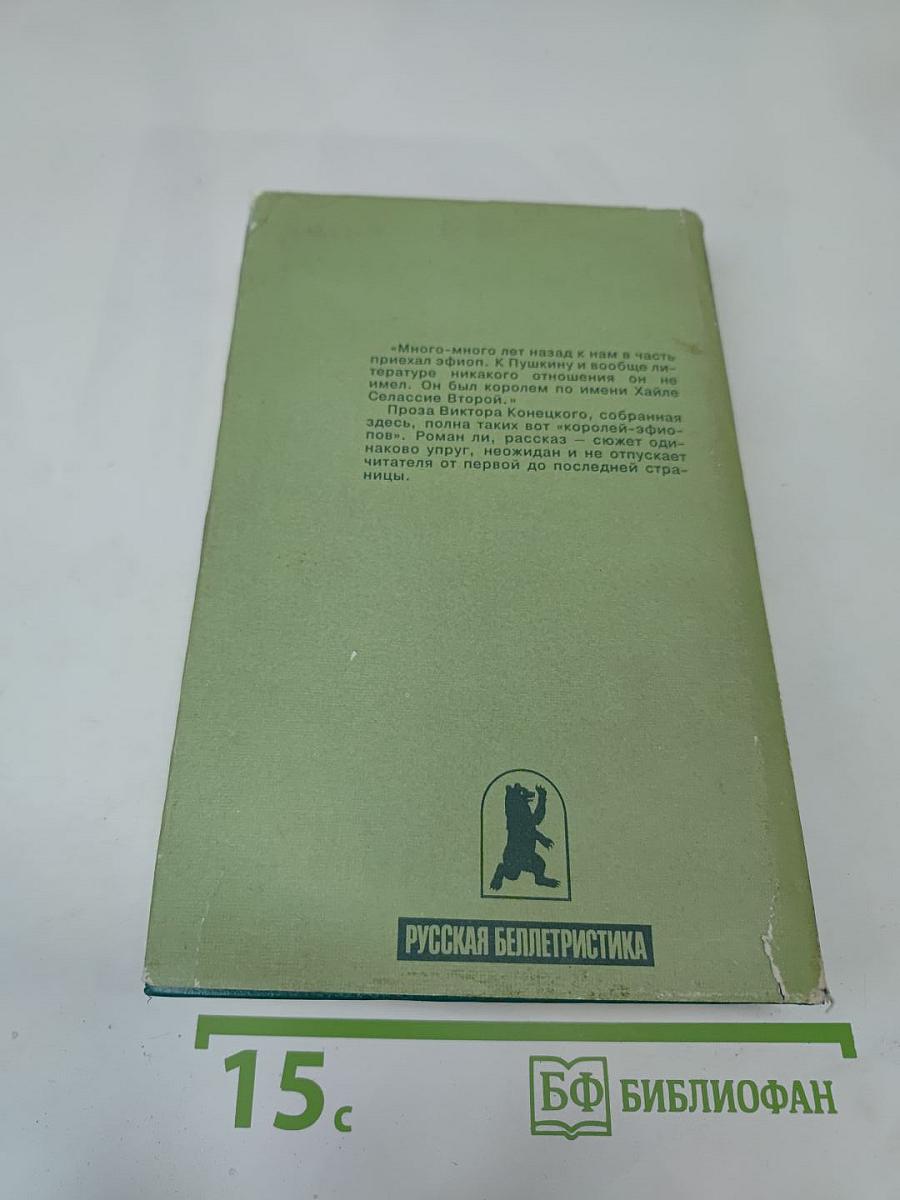 «Много-много лет назад к нам в часть
приехал эфиоп. К Пушкину и вообще ли-
тературе никакого отношения он не
имел. Он был королем по имени Хайле
Селассие Второй.»
Проза Виктора Конецкого, собранная
здесь, полна таких вот «королей-эфио-
пов». Роман ли, рассказ — сюжет оди-
наково упруг, неожидан и не отпускает
читателя от первой до последней стра-
ницы.
РУССКАЯ БЕЛЛЕТРИСТИКА
15 с
БФ БИБЛИОФАН